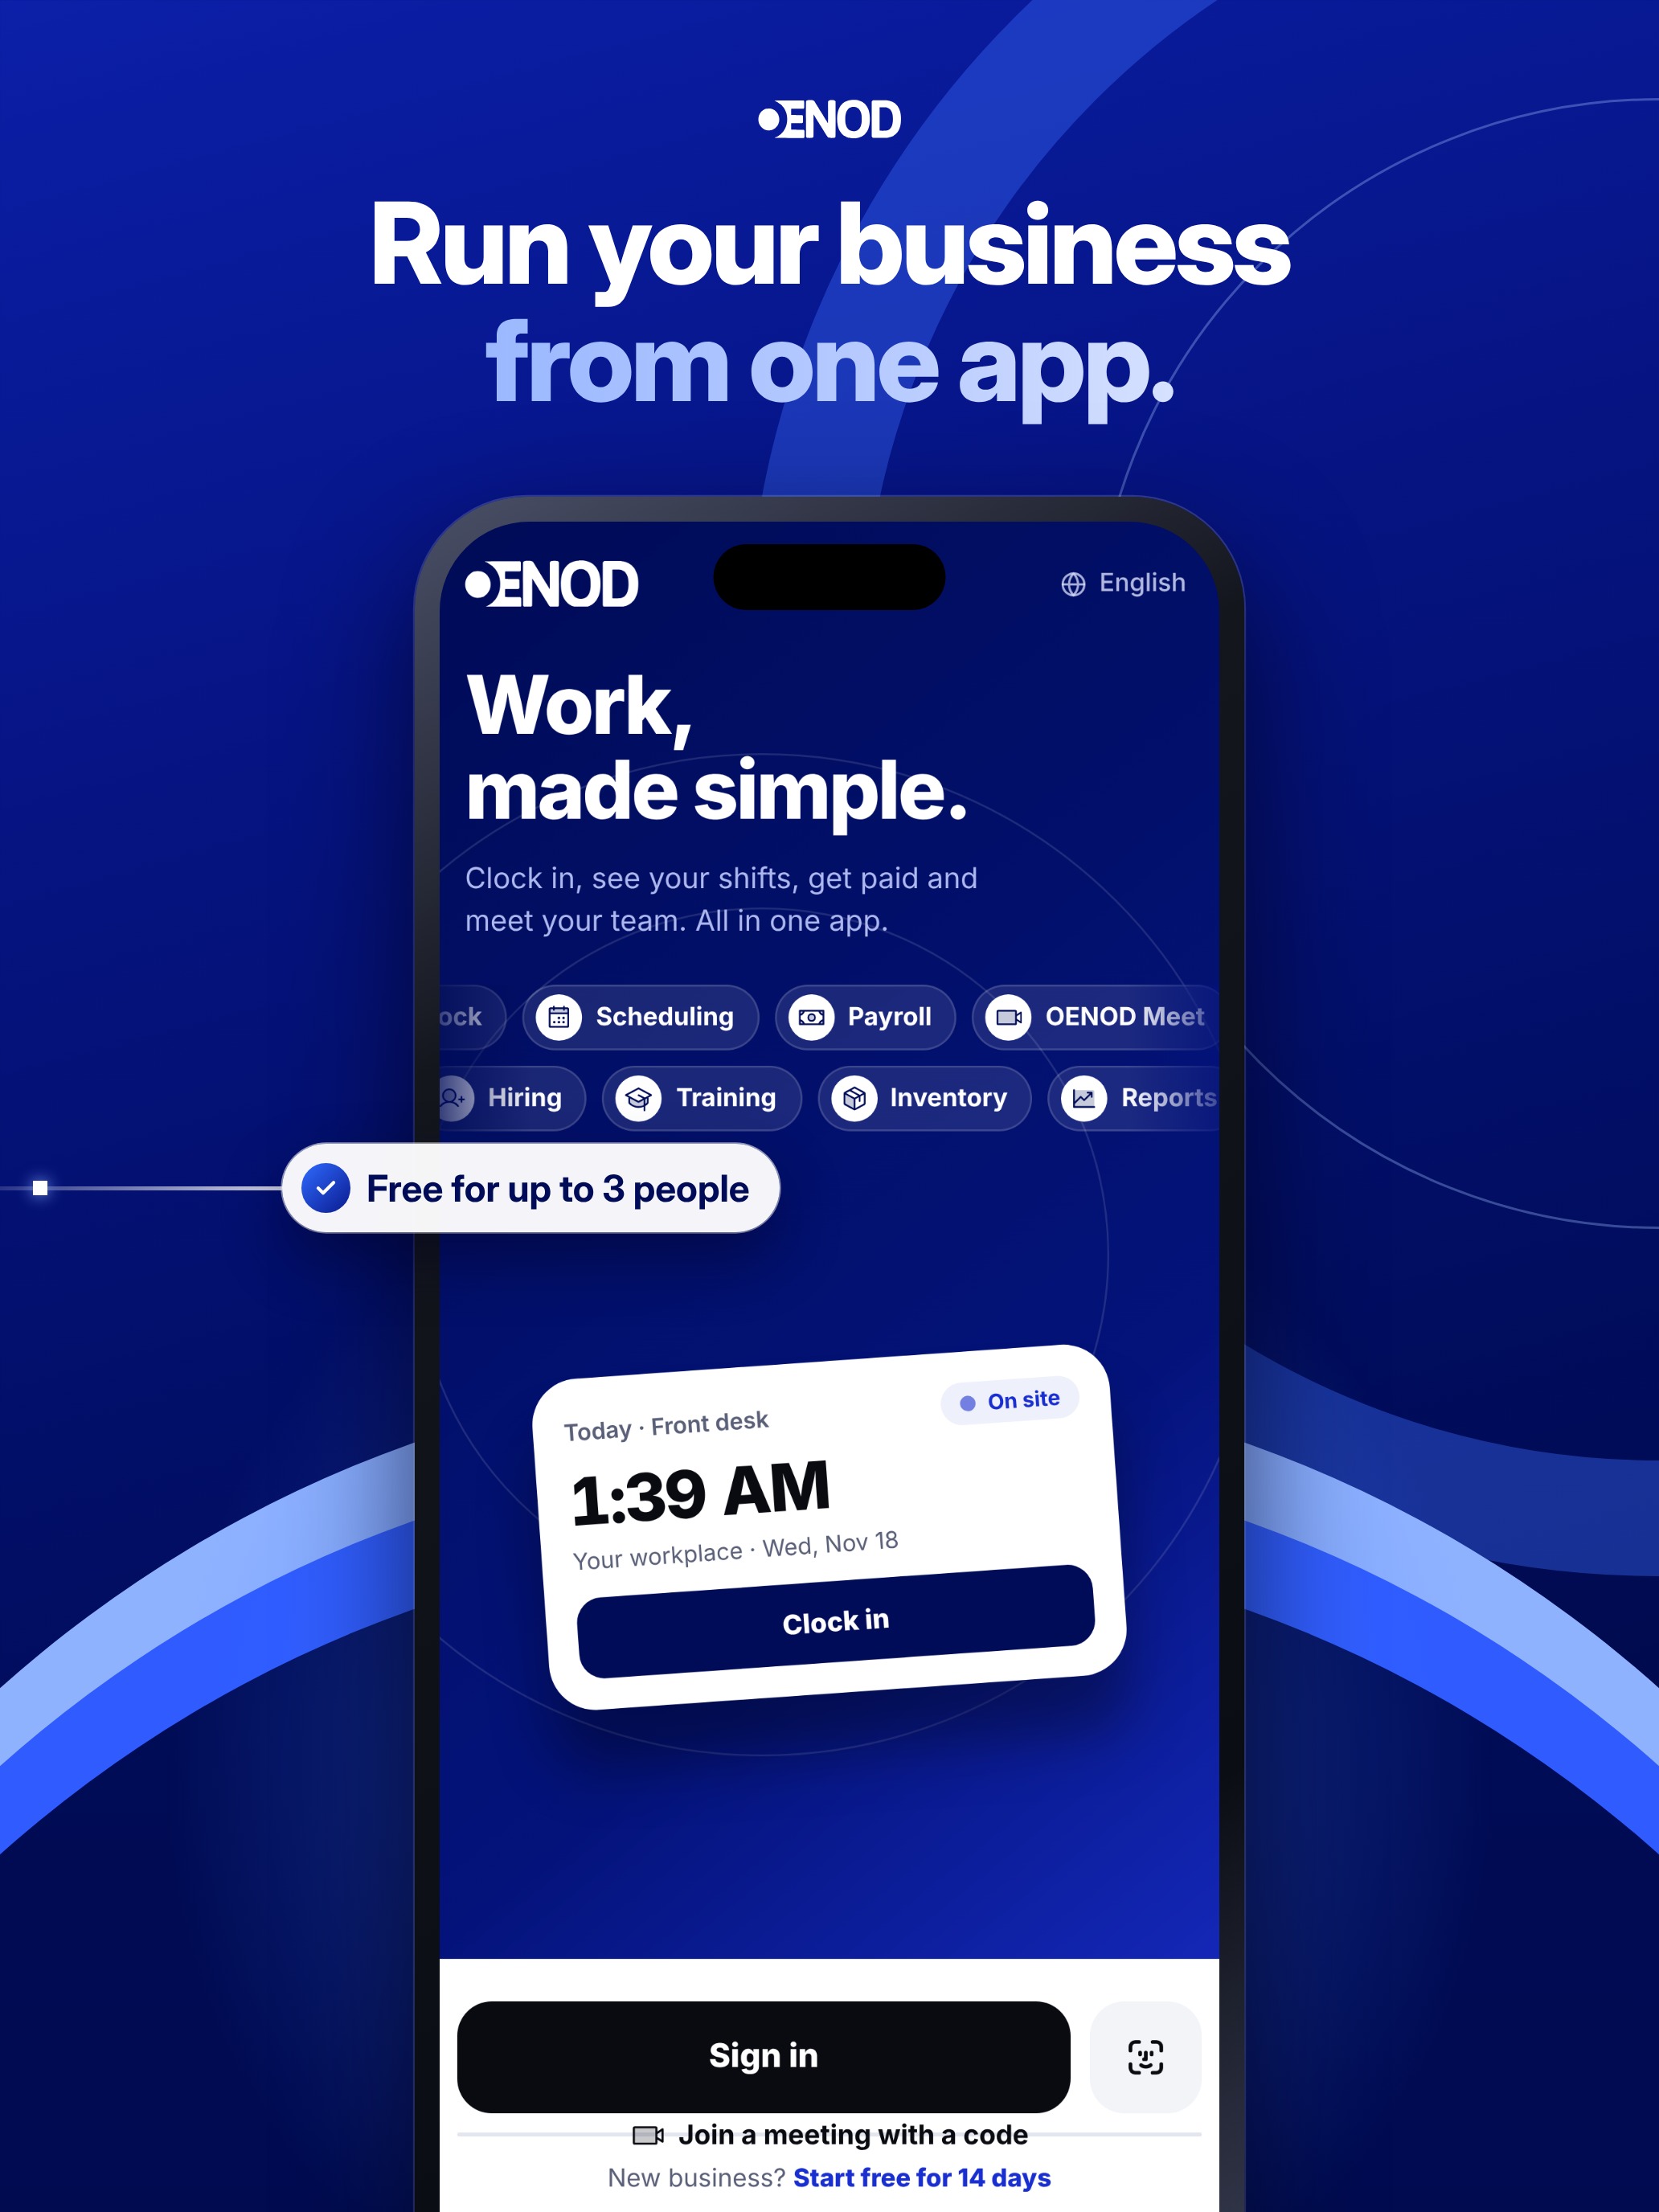 OENOD
Run your business
from one app.
OENOD
English
Work,
made simple.
Clock in, see your shifts, get paid and
meet your team. All in one app.
ock Scheduling Payroll OENOD Meet
Hiring Training Inventory Reports
Free for up to 3 people
On site
Today · Front desk
1:39 AM
Your workplace · Wed, Nov 18
Clock in
Sign in
Join a meeting with a code
New business? Start free for 14 days